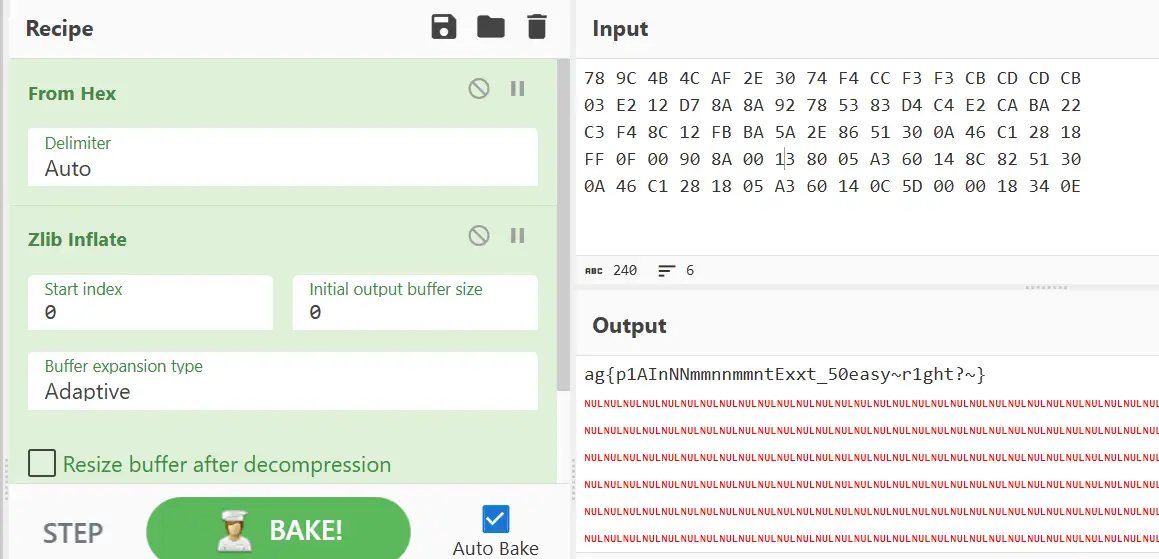 Recipe
From Hex
Delimiter
Auto
Zlib Inflate
Start index
0
Initial output buffer size
0
Buffer expansion type
Adaptive
Resize buffer after decompression
STEP
BAKE!
Auto Bake
Input
78 9C 4B 4C AF 2E 30 74 F4 CC F3 F3 CB CD CD CB
03 E2 12 D7 8A 8A 92 78 53 83 D4 C4 E2 CA BA 22
C3 F4 8C 12 FB BA 5A 2E 86 51 30 0A 46 C1 28 18
FF 0F 00 90 8A 00 13 80 05 A3 60 14 8C 82 51 30
0A 46 C1 28 18 05 A3 60 14 0C 5D 00 00 18 34 0E
ABC 240 6
Output
ag{p1AInNNmmnnmmntExxt_50easy~r1ght?~}
NULNULNULNULNULNULNULNULNULNULNULNULNULNULNULNULNULNULNULNULNULNULNULNULNULNULNULNULNULNUL
NULNULNULNULNULNULNULNULNULNULNULNULNULNULNULNULNULNULNULNULNULNULNULNULNULNULNULNULNULNUL
NULNULNULNULNULNULNULNULNULNULNULNULNULNULNULNULNULNULNULNULNULNULNULNULNULNULNULNULNULNUL
NULNULNULNULNULNULNULNULNULNULNULNULNULNULNULNULNULNULNULNULNULNULNULNULNULNULNULNULNULNUL
NULNULNULNULNULNULNULNULNULNULNULNULNULNULNULNULNULNULNULNULNULNULNULNULNULNULNULNULNULNUL
NULNULNULNULNULNULNULNULNULNULNULNULNULNULNULNULNULNULNULNULNULNULNULNULNULNULNULNULNULNUL